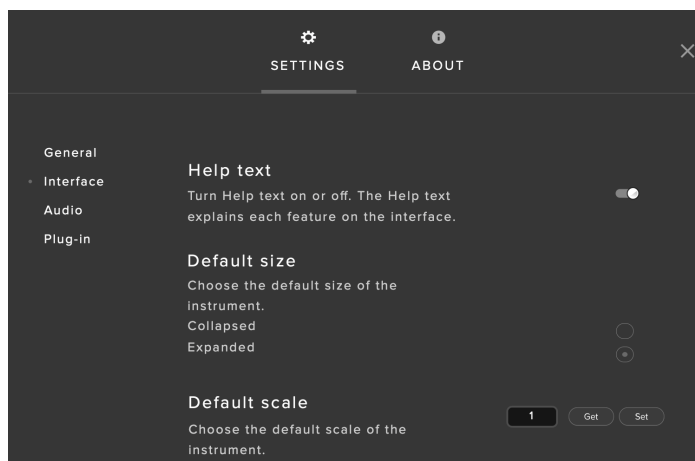 SETTINGS
ABOUT
General
Interface
Audio
Plug-in
Help text
Turn Help text on or off. The Help text
explains each feature on the interface.
Default size
Choose the default size of the
instrument.
Collapsed
Expanded
Default scale
Choose the default scale of the
instrument.
1
Get
Set